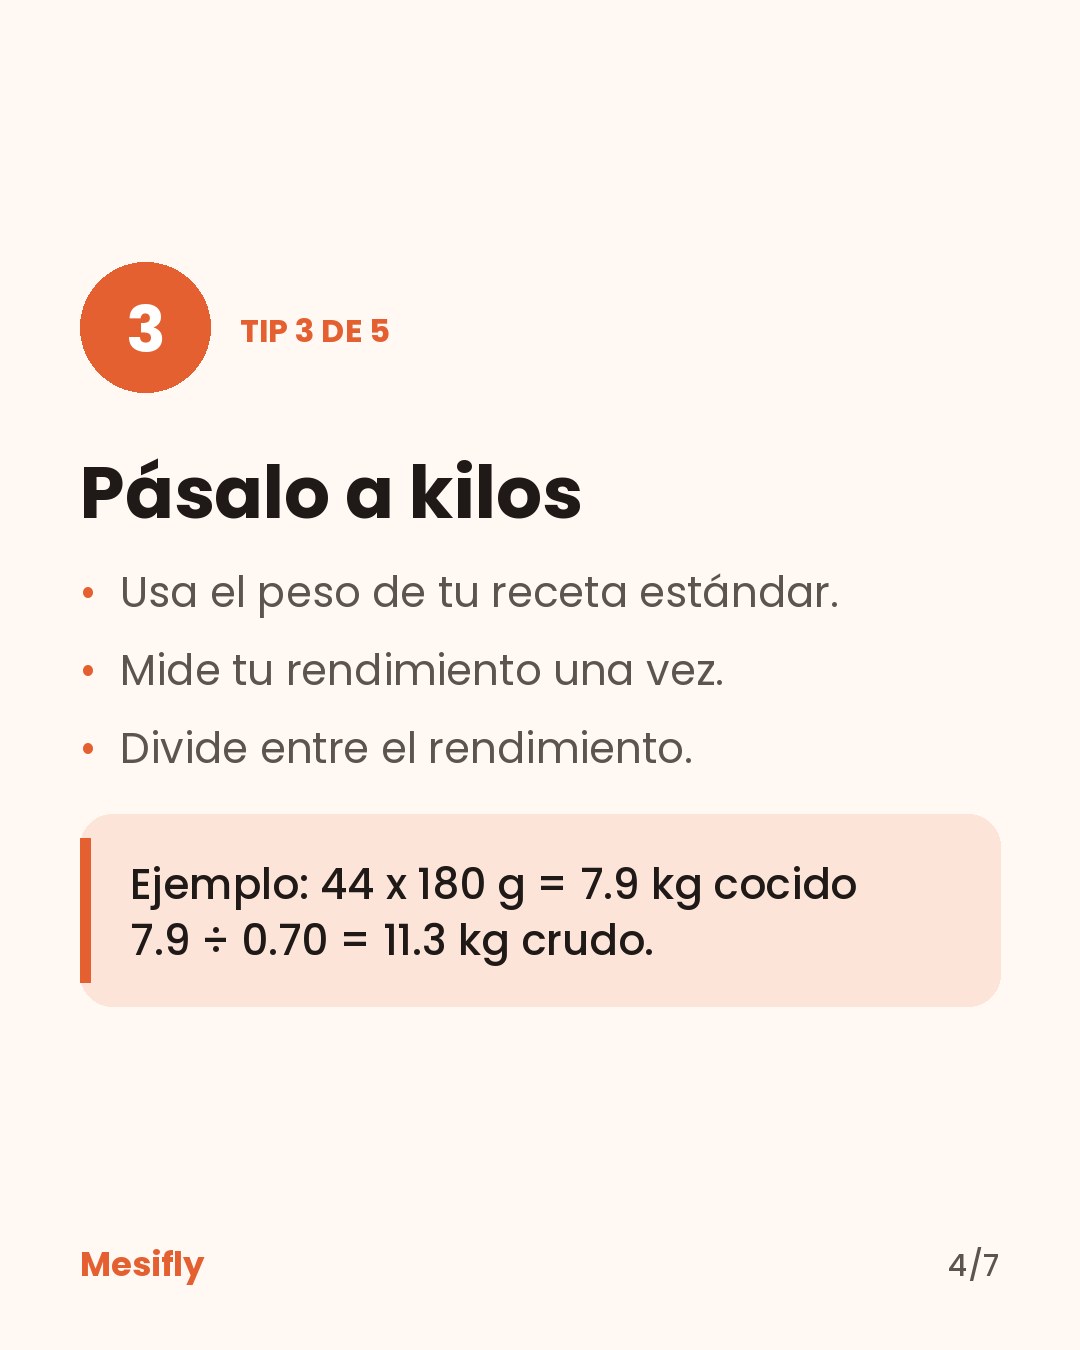 3
TIP 3 DE 5
Pásalo a kilos
• Usa el peso de tu receta estándar.
• Mide tu rendimiento una vez.
• Divide entre el rendimiento.
Ejemplo: 44 x 180 g = 7.9 kg cocido
7.9 ÷ 0.70 = 11.3 kg crudo.
Mesifly
4/7